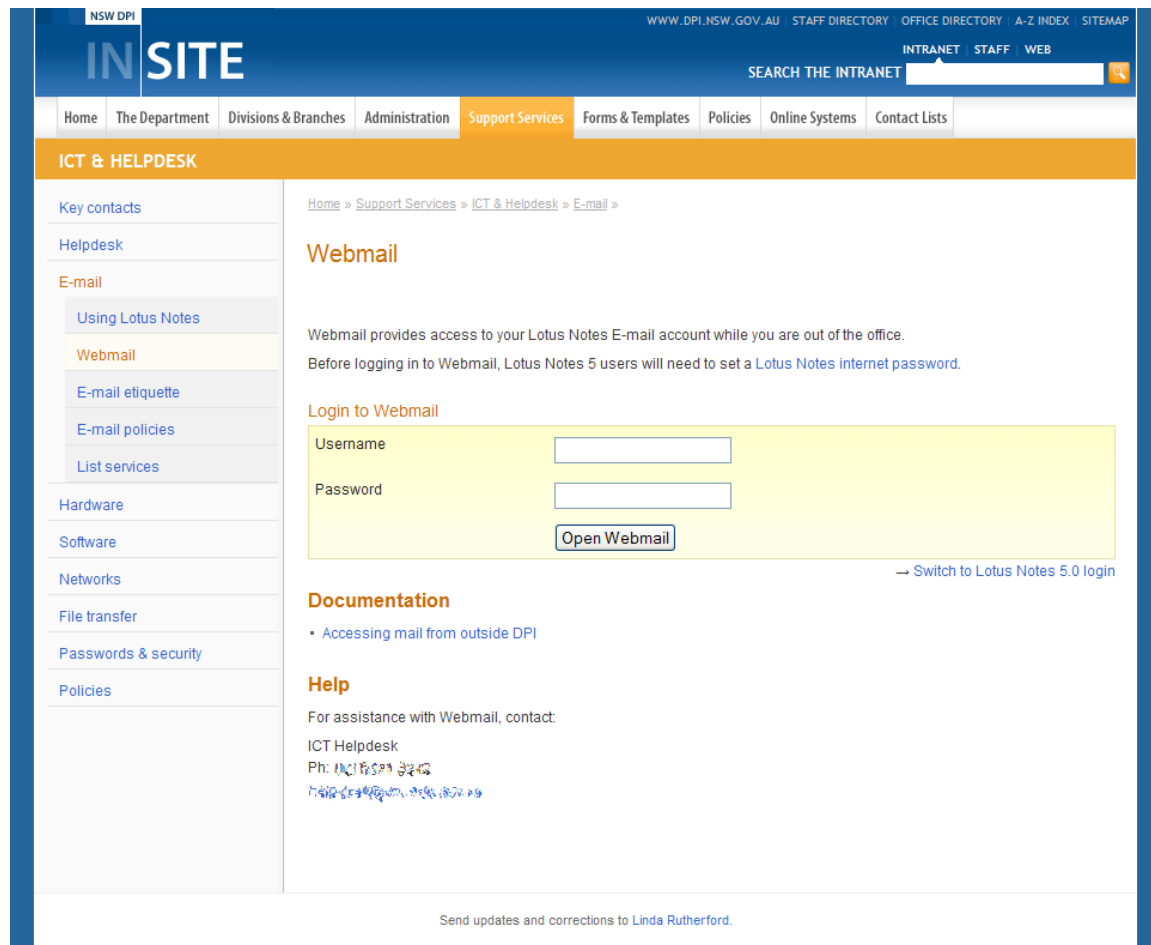 NSW DPI
WWW.DPI.NSW.GOV.AU | STAFF DIRECTORY | OFFICE DIRECTORY | A-Z INDEX | SITEMAP
INSITE
INTRANET | STAFF | WEB
SEARCH THE INTRANET
Home The Department Divisions & Branches Administration Support Services Forms & Templates Policies Online Systems Contact Lists
ICT & HELPDESK
Key contacts
Helpdesk
E-mail
Using Lotus Notes
Webmail
E-mail etiquette
E-mail policies
List services
Hardware
Software
Networks
File transfer
Passwords & security
Policies
Home » Support Services » ICT & Helpdesk » E-mail »
Webmail
Webmail provides access to your Lotus Notes E-mail account while you are out of the office.
Before logging in to Webmail, Lotus Notes 5 users will need to set a Lotus Notes internet password.
Login to Webmail
Username
Password
Open Webmail
→ Switch to Lotus Notes 5.0 login
Documentation
▪ Accessing mail from outside DPI
Help
For assistance with Webmail, contact:
ICT Helpdesk
Ph:
Send updates and corrections to Linda Rutherford.